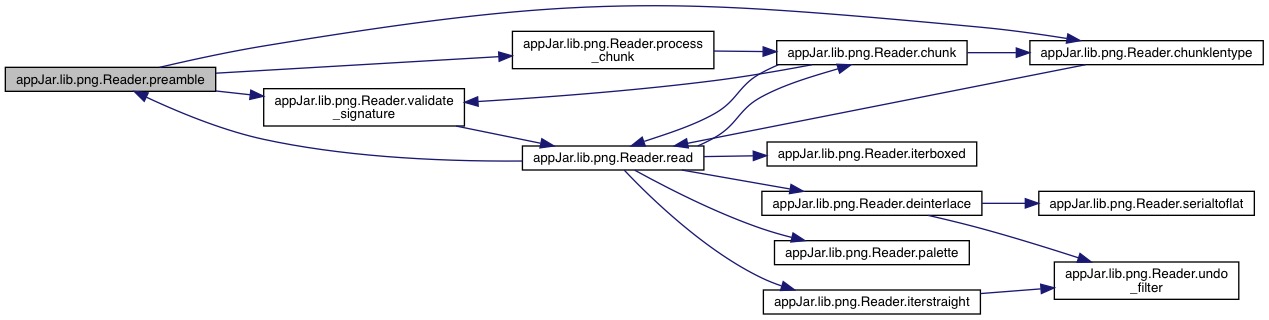 appJar.lib.png.Reader.preamble
appJar.lib.png.Reader.process
_chunk
appJar.lib.png.Reader.chunk
appJar.lib.png.Reader.chunklentype
appJar.lib.png.Reader.validate
_signature
appJar.lib.png.Reader.read
appJar.lib.png.Reader.iterboxed
appJar.lib.png.Reader.deinterlace
appJar.lib.png.Reader.serialtoflat
appJar.lib.png.Reader.palette
appJar.lib.png.Reader.undo
_filter
appJar.lib.png.Reader.iterstraight